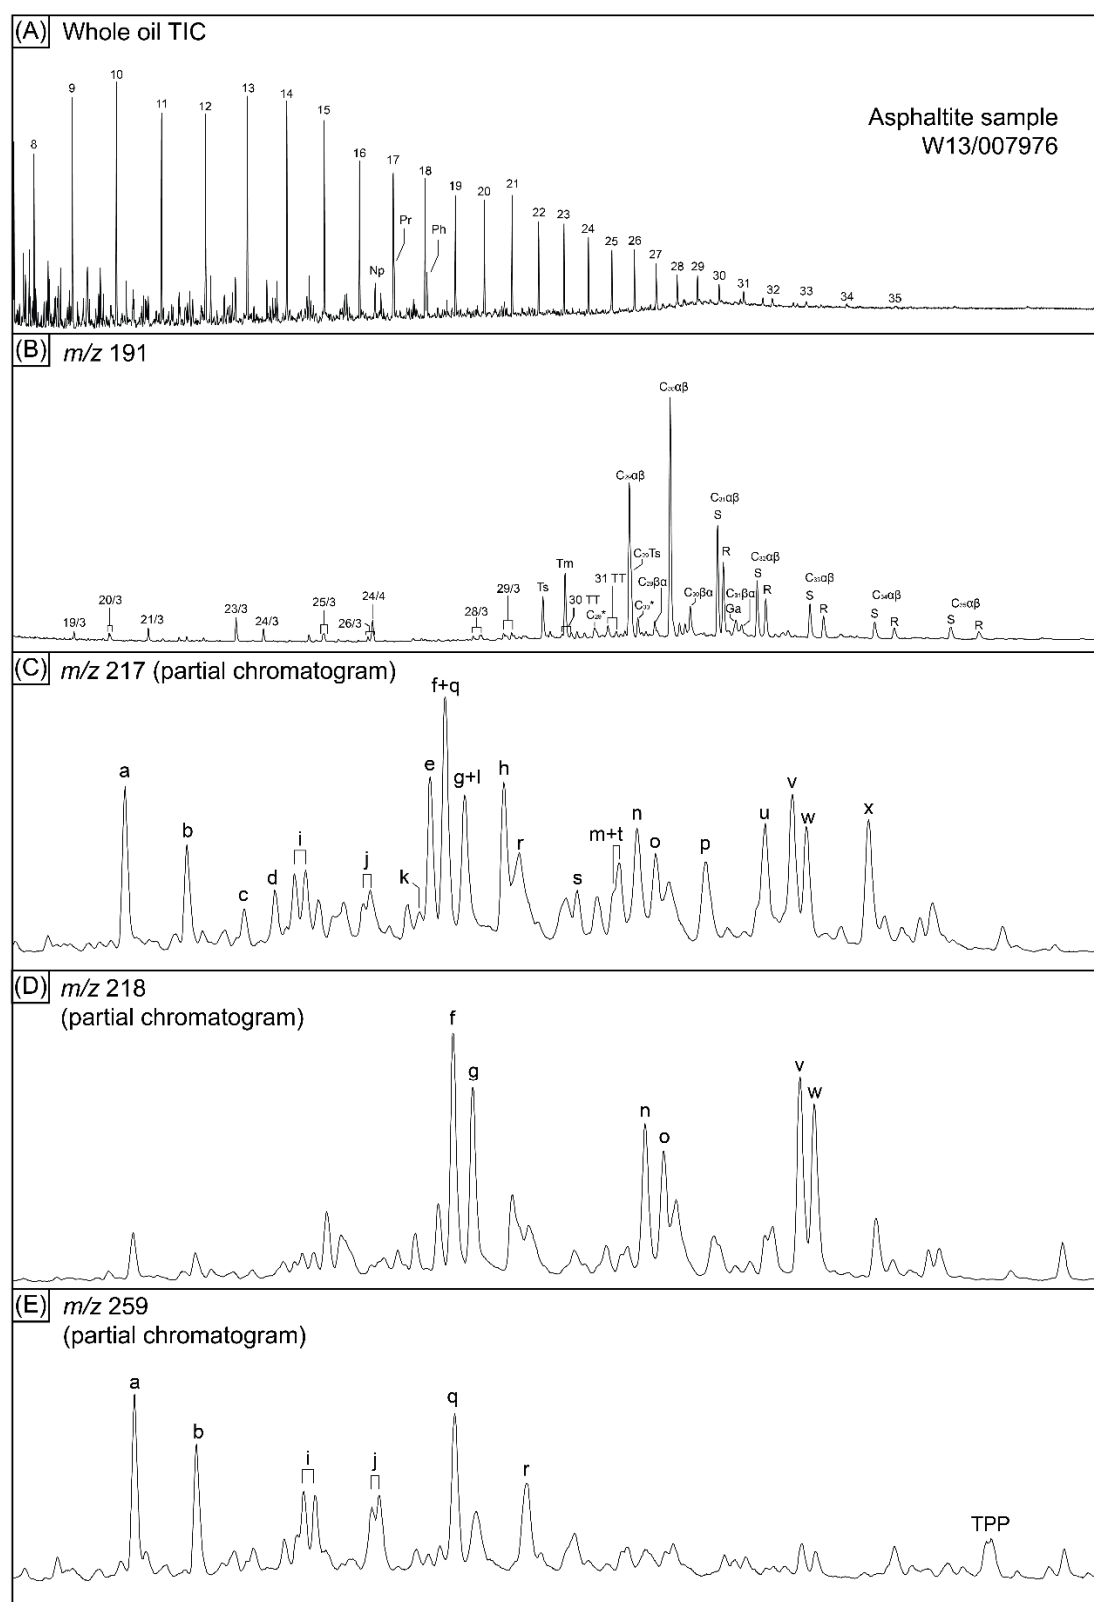 (A) Whole oil TIC
Asphaltite sample
W13/007976
8 9 10 11 12 13 14 15 16 Np 17 Pr 18 Ph 19 20 21 22 23 24 25 26 27 28 29 30 31 32 33 34 35
(B) m/z 191
19/3 20/3 21/3 23/3 24/3 25/3 26/3 24/4 28/3 29/3 Ts Tm 30 TT C₂₈* 31 TT C₂₉αβ C₂₉Ts C₃₀* C₂₉βα C₃₀αβ C₃₀βα C₃₁αβ S R Ga C₃₁βα C₃₂αβ S R C₃₃αβ S R C₃₄αβ S R C₃₅αβ S R
(C) m/z 217 (partial chromatogram)
a b c d i j k e f+q g+l h r s m+t n o p u v w x
(D) m/z 218
(partial chromatogram)
f g n o v w
(E) m/z 259
(partial chromatogram)
a b i j q r TPP